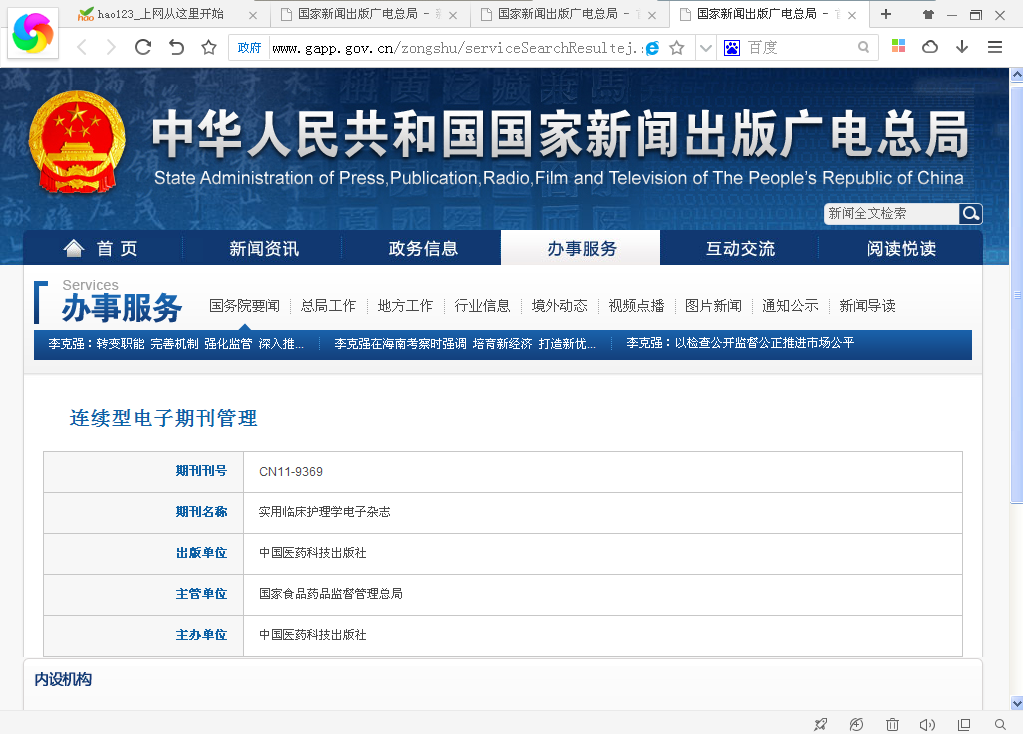 hao123_上网从这里开始
国家新闻出版广电总局 -
国家新闻出版广电总局 -
国家新闻出版广电总局 -
政府 www.gapp.gov.cn/zongshu/serviceSearchResultej.
百度
中华人民共和国国家新闻出版广电总局
State Administration of Press,Publication,Radio,Film and Television of The People's Republic of China
新闻全文检索
首 页 新闻资讯 政务信息 办事服务 互动交流 阅读悦读
Services
办事服务 国务院要闻 总局工作 地方工作 行业信息 境外动态 视频点播 图片新闻 通知公告 新闻导读
李克强：转变职能 完善机制 强化监管 深入推... 李克强在海南考察时强调 培育新经济 打造新优... 李克强：以检查公开监督公正推进市场公平
连续型电子期刊管理
期刊刊号 CN11-9369
期刊名称 实用临床护理学电子杂志
出版单位 中国医药科技出版社
主管单位 国家食品药品监督管理总局
主办单位 中国医药科技出版社
内设机构